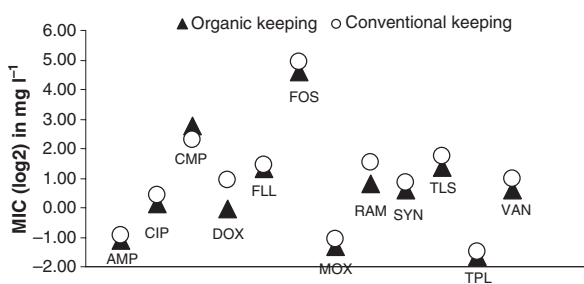 ▲ Organic keeping ○ Conventional keeping
MIC (log2) in mg l⁻¹
6.00
5.00
4.00
3.00
2.00
1.00
0.00
−1.00
−2.00
AMP
CIP
CMP
DOX
FLL
FOS
MOX
RAM
SYN
TLS
TPL
VAN